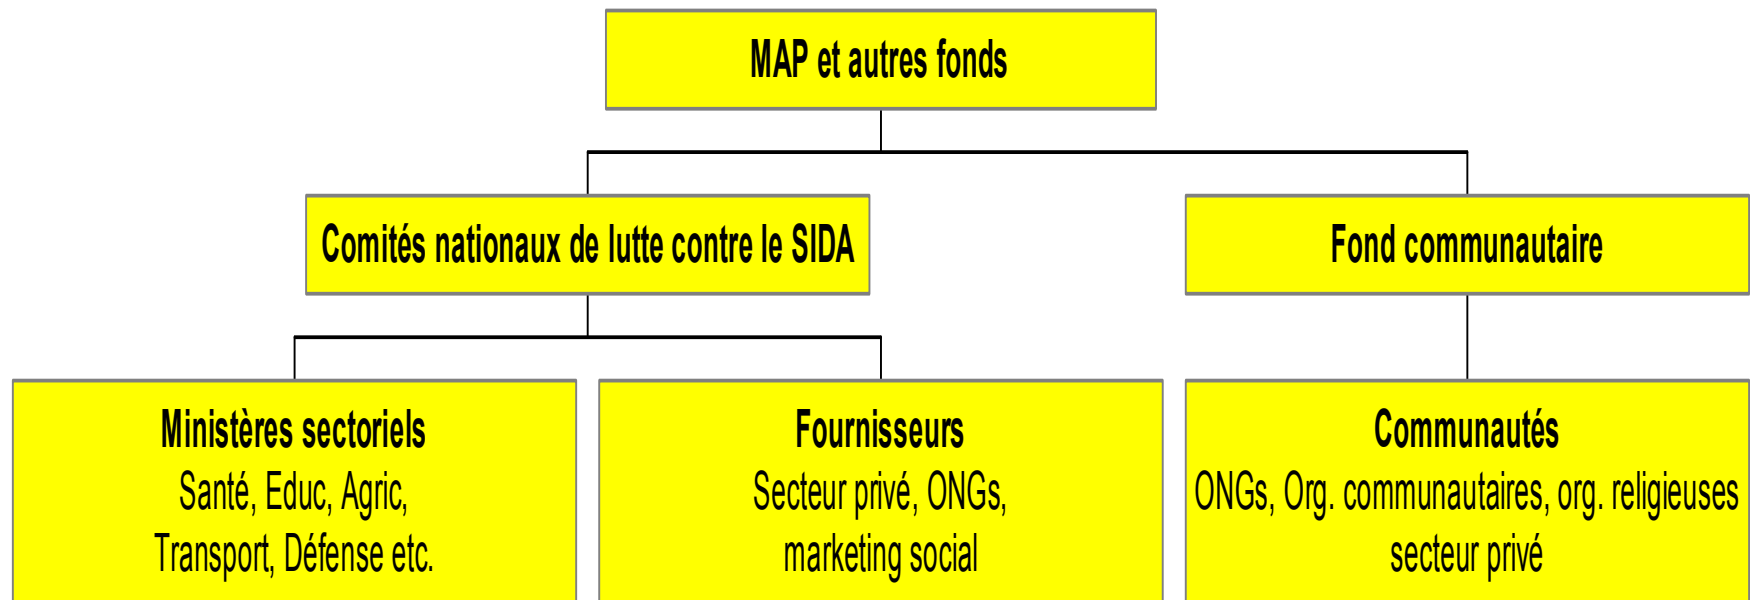 MAP et autres fonds
Comités nationaux de lutte contre le SIDA
Fond communautaire
Ministères sectoriels
Santé, Educ, Agric,
Transport, Défense etc.
Fournisseurs
Secteur privé, ONGs,
marketing social
Communautés
ONGs, Org. communautaires, org. religieuses
secteur privé